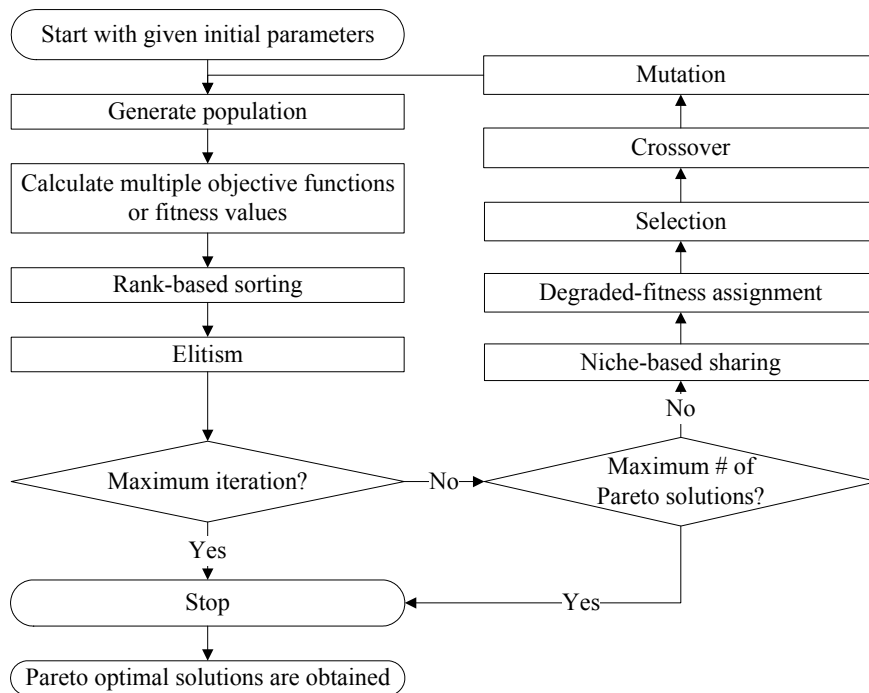 Start with given initial parameters
Generate population
Calculate multiple objective functions
or fitness values
Rank-based sorting
Elitism
Maximum iteration?
No
Yes
Maximum # of
Pareto solutions?
No
Yes
Niche-based sharing
Degraded-fitness assignment
Selection
Crossover
Mutation
Stop
Pareto optimal solutions are obtained